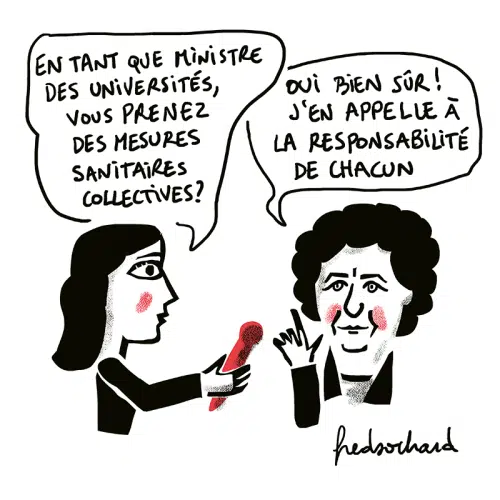 EN TANT QUE MINISTRE
DES UNIVERSITÉS,
VOUS PRENEZ
DES MESURES
SANITAIRES
COLLECTIVES?
OUI BIEN SÛR!
J'EN APPELLE À
LA RESPONSABILITÉ
DE CHACUN
fredsochard